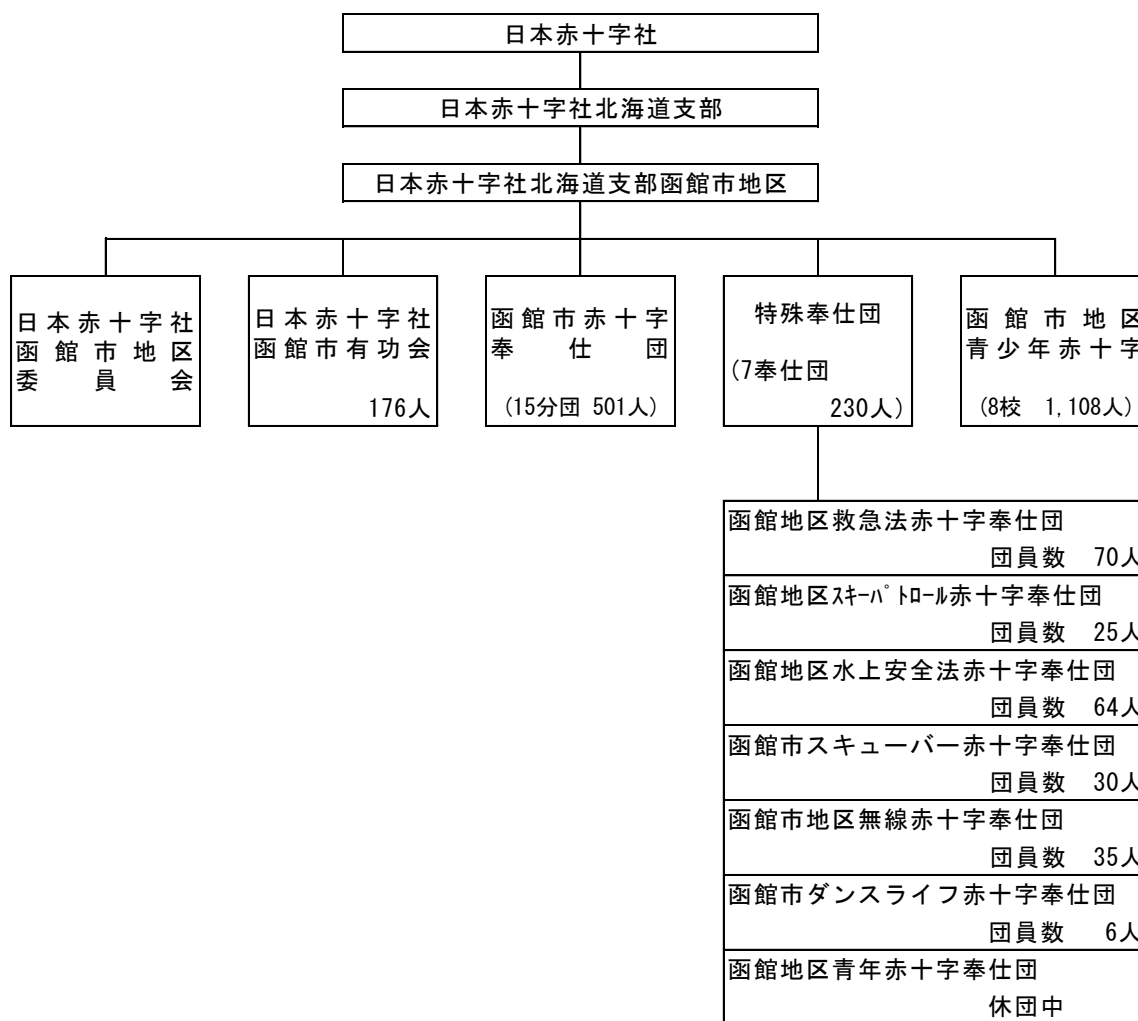 日本赤十字社
日本赤十字社北海道支部
日本赤十字社北海道支部函館市地区
日本赤十字社
函館市地区
委員会
日本赤十字社
函館市有功会
176人
函館市赤十字
奉仕団
(15分団 501人)
特殊奉仕団
(7奉仕団
230人)
函館市地区
青少年赤十字
(8校 1,108人)
函館地区救急法赤十字奉仕団
団員数 70人
函館地区ｽｷｰﾊﾟﾄﾛｰﾙ赤十字奉仕団
団員数 25人
函館地区水上安全法赤十字奉仕団
団員数 64人
函館市スキューバー赤十字奉仕団
団員数 30人
函館市地区無線赤十字奉仕団
団員数 35人
函館市ダンスライフ赤十字奉仕団
団員数 6人
函館地区青年赤十字奉仕団
休団中